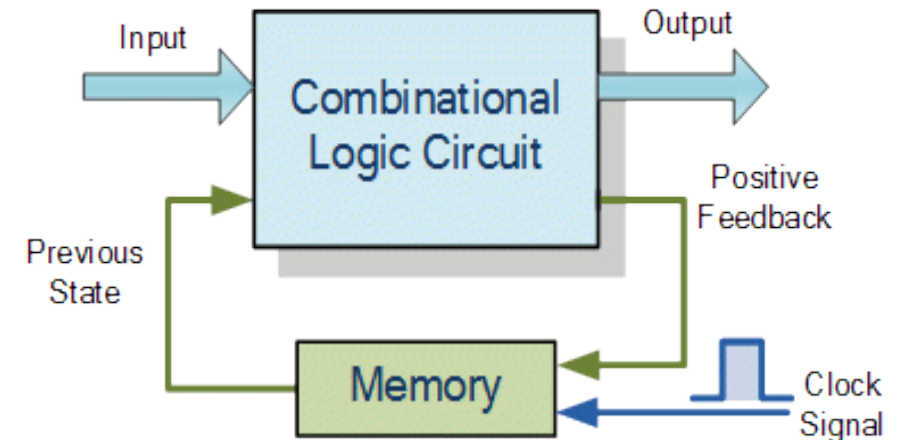 Input
Output
Combinational
Logic Circuit
Positive
Feedback
Previous
State
Memory
Clock
Signal